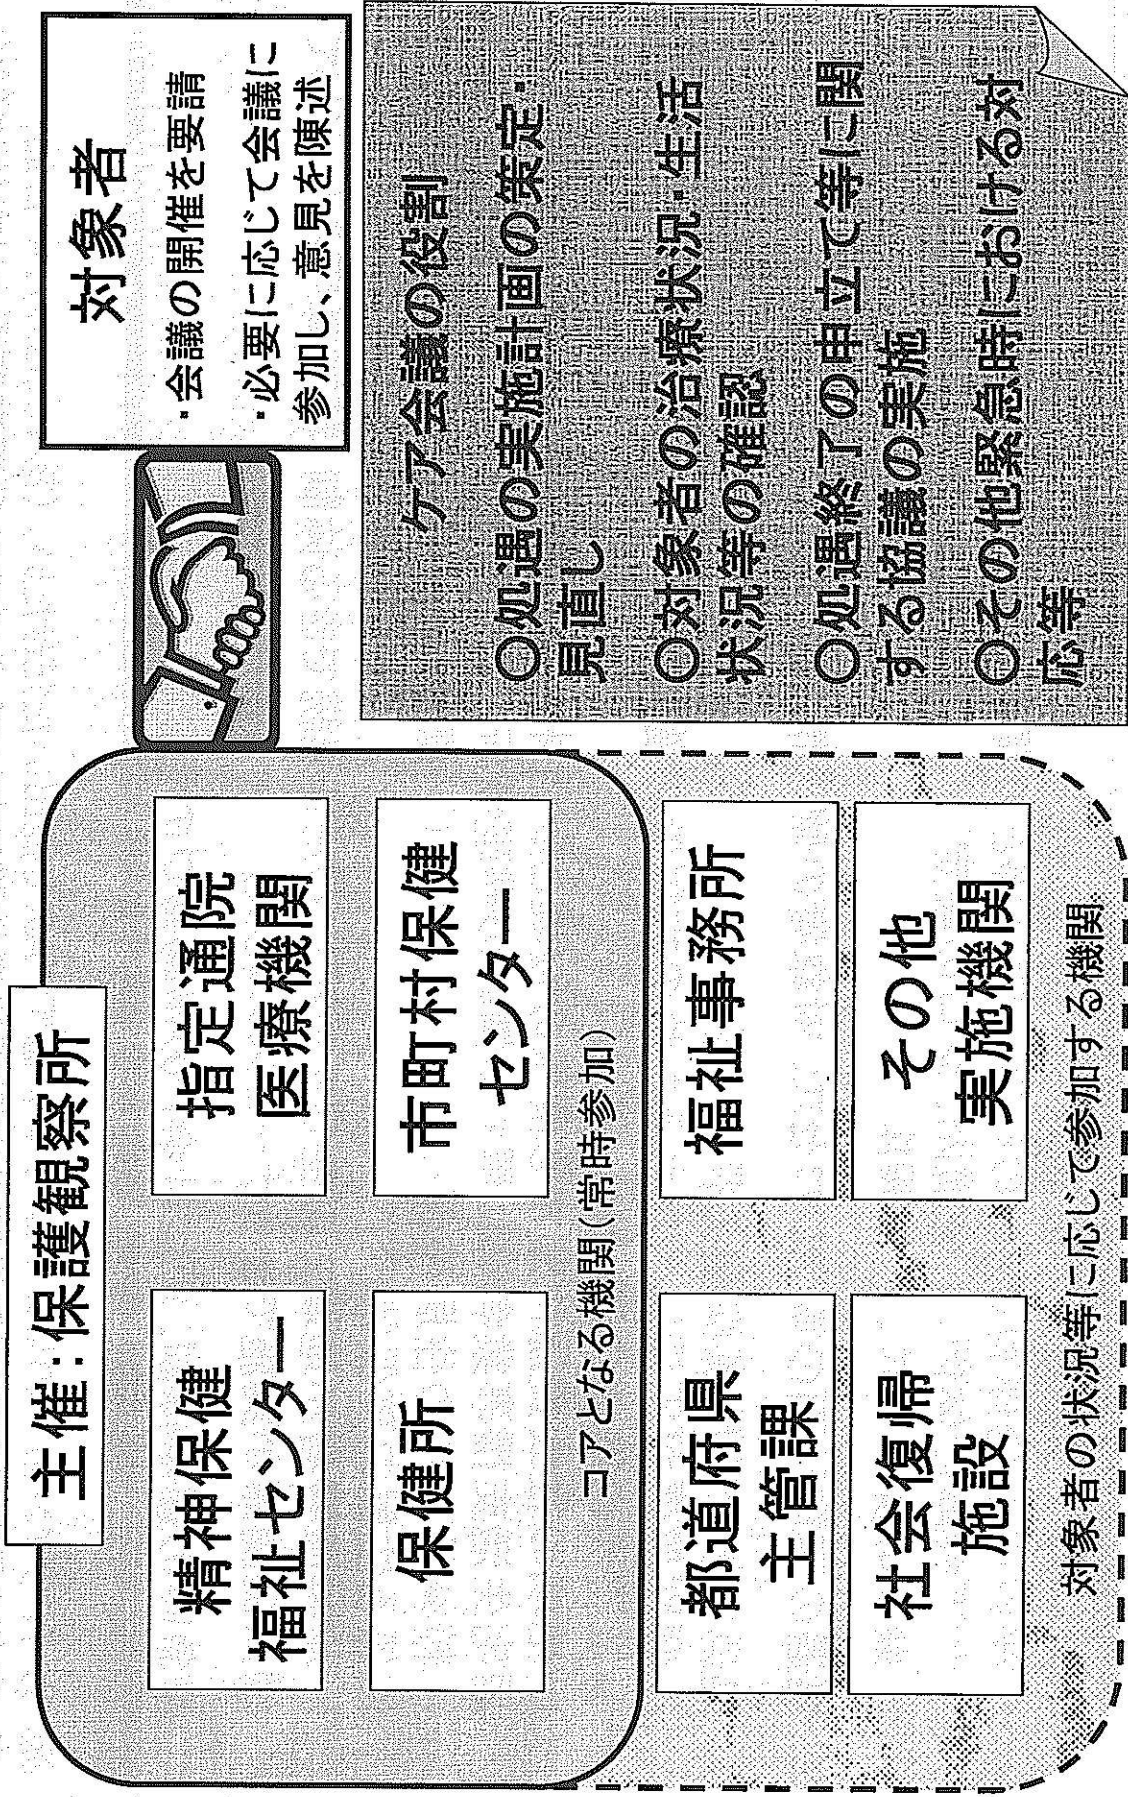 主催：保護観察所
精神保健
福祉センター
指定通院
医療機関
保健所
市町村保健
センター
コアとなる機関（常時参加）
都道府県
主管課
福祉事務所
社会復帰
施設
その他
実施機関
対象者の状況等に応じて参加する機関
対象者
・会議の開催を要請
・必要に応じて会議に
参加し、意見を陳述
ケア会議の役割
○処遇の実施計画の策定・
見直し
○対象者の治療状況・生活
状況等の確認
○処遇終了の申立て等に関
する協議の実施
○その他緊急時における対
応等